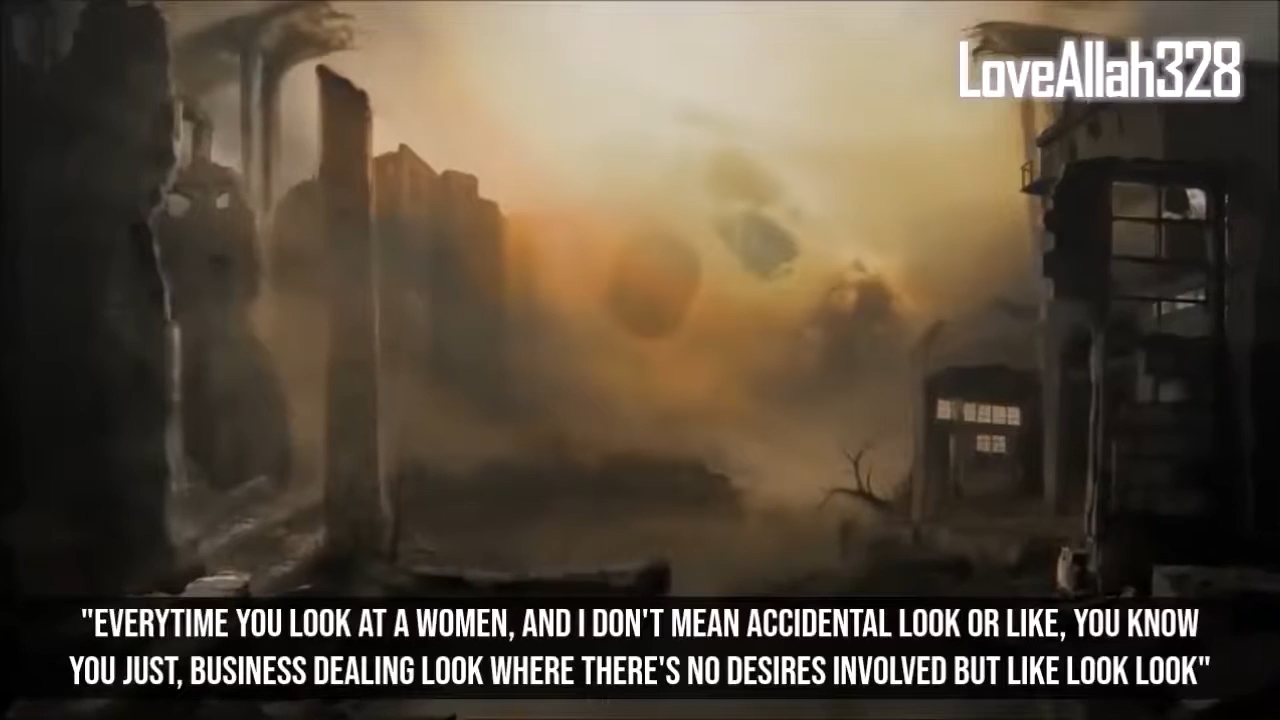 LoveAllah328
"EVERYTIME YOU LOOK AT A WOMEN, AND I DON'T MEAN ACCIDENTAL LOOK OR LIKE, YOU KNOW
YOU JUST, BUSINESS DEALING LOOK WHERE THERE'S NO DESIRES INVOLVED BUT LIKE LOOK LOOK"